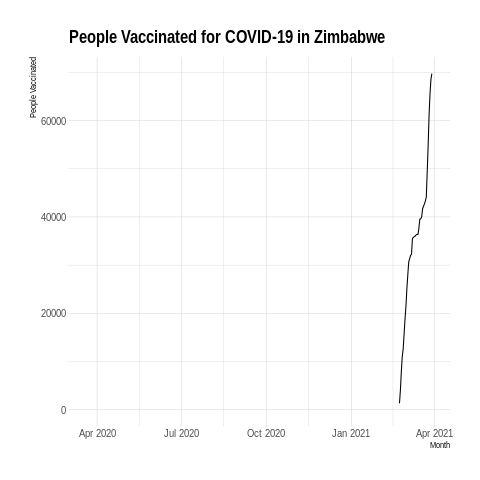 People Vaccinated for COVID-19 in Zimbabwe
People Vaccinated
60000
40000
20000
0
Apr 2020 Jul 2020 Oct 2020 Jan 2021 Apr 2021
Month